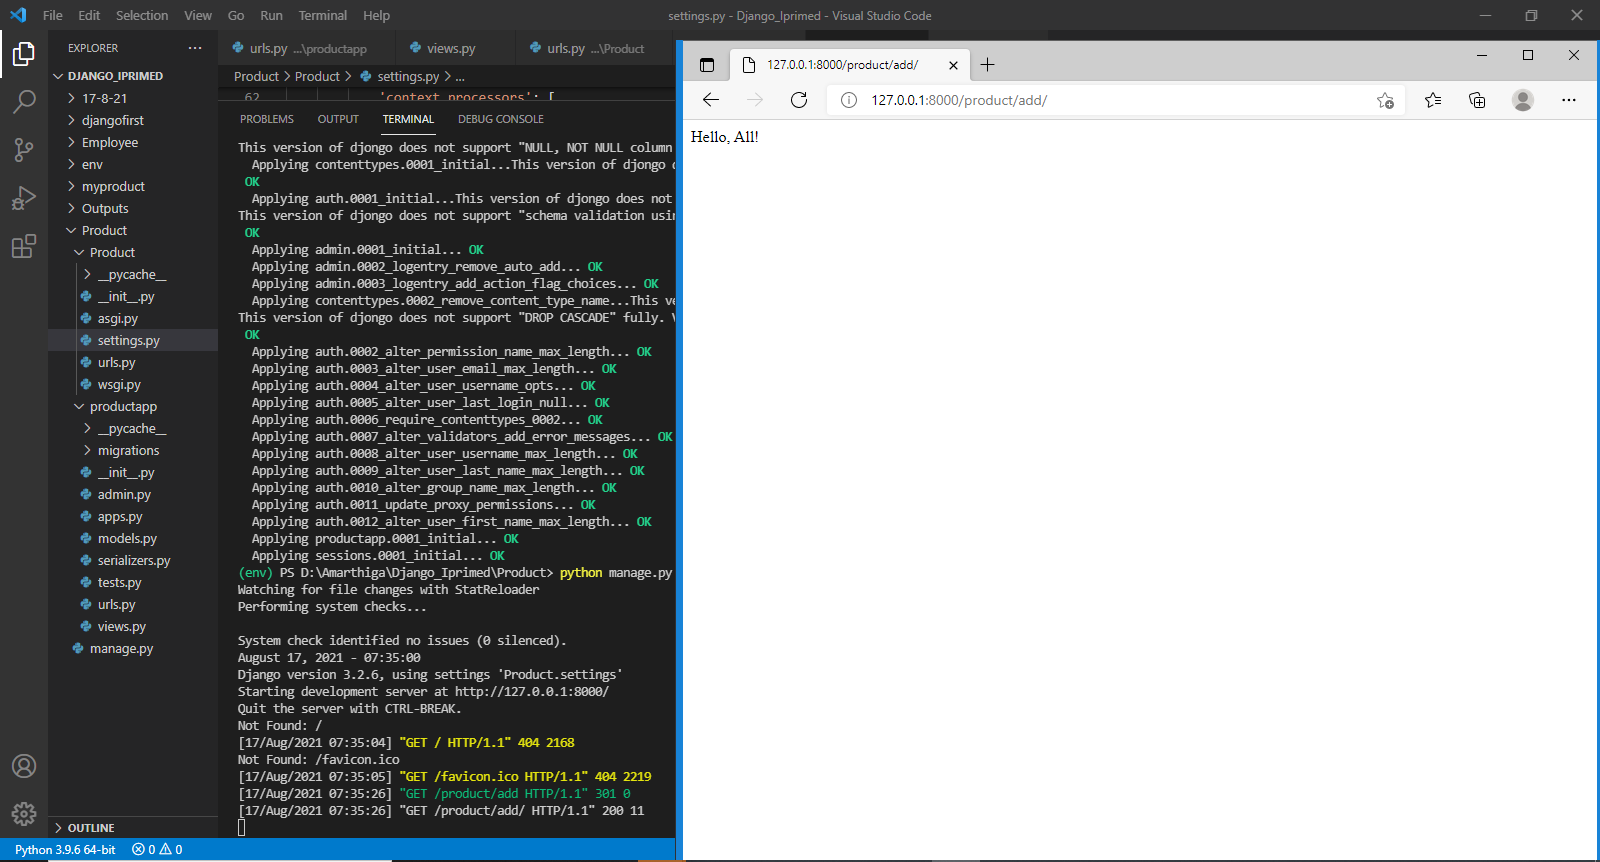 File Edit Selection View Go Run Terminal Help settings.py - Django_Iprimed - Visual Studio Code
EXPLORER ...
DJANGO_IPRIMED
17-8-21
djangofirst
Employee
env
myproduct
Outputs
Product
Product
__pycache__
__init__.py
asgi.py
settings.py
urls.py
wsgi.py
productapp
__pycache__
migrations
__init__.py
admin.py
apps.py
models.py
serializers.py
tests.py
urls.py
views.py
manage.py
OUTLINE
urls.py ...\productapp views.py urls.py ...\Product
Product > Product > settings.py > ...
62 'context_processors': [
PROBLEMS OUTPUT TERMINAL DEBUG CONSOLE
This version of djongo does not support "NULL, NOT NULL column
Applying contenttypes.0001_initial...This version of djongo
OK
Applying auth.0001_initial...This version of djongo does not
This version of djongo does not support "schema validation usin
OK
Applying admin.0001_initial... OK
Applying admin.0002_logentry_remove_auto_add... OK
Applying admin.0003_logentry_add_action_flag_choices... OK
Applying contenttypes.0002_remove_content_type_name...This ve
This version of djongo does not support "DROP CASCADE" fully.
OK
Applying auth.0002_alter_permission_name_max_length... OK
Applying auth.0003_alter_user_email_max_length... OK
Applying auth.0004_alter_user_username_opts... OK
Applying auth.0005_alter_user_last_login_null... OK
Applying auth.0006_require_contenttypes_0002... OK
Applying auth.0007_alter_validators_add_error_messages... OK
Applying auth.0008_alter_user_username_max_length... OK
Applying auth.0009_alter_user_last_name_max_length... OK
Applying auth.0010_alter_group_name_max_length... OK
Applying auth.0011_update_proxy_permissions... OK
Applying auth.0012_alter_user_first_name_max_length... OK
Applying productapp.0001_initial... OK
Applying sessions.0001_initial... OK
(env) PS D:\Amarthiga\Django_Iprimed\Product> python manage.py
Watching for file changes with StatReloader
Performing system checks...
System check identified no issues (0 silenced).
August 17, 2021 - 07:35:00
Django version 3.2.6, using settings 'Product.settings'
Starting development server at http://127.0.0.1:8000/
Quit the server with CTRL-BREAK.
Not Found: /
[17/Aug/2021 07:35:04] "GET / HTTP/1.1" 404 2168
Not Found: /favicon.ico
[17/Aug/2021 07:35:05] "GET /favicon.ico HTTP/1.1" 404 2219
[17/Aug/2021 07:35:26] "GET /product/add HTTP/1.1" 301 0
[17/Aug/2021 07:35:26] "GET /product/add/ HTTP/1.1" 200 11
Python 3.9.6 64-bit 0 0
127.0.0.1:8000/product/add/
127.0.0.1:8000/product/add/
Hello, All!